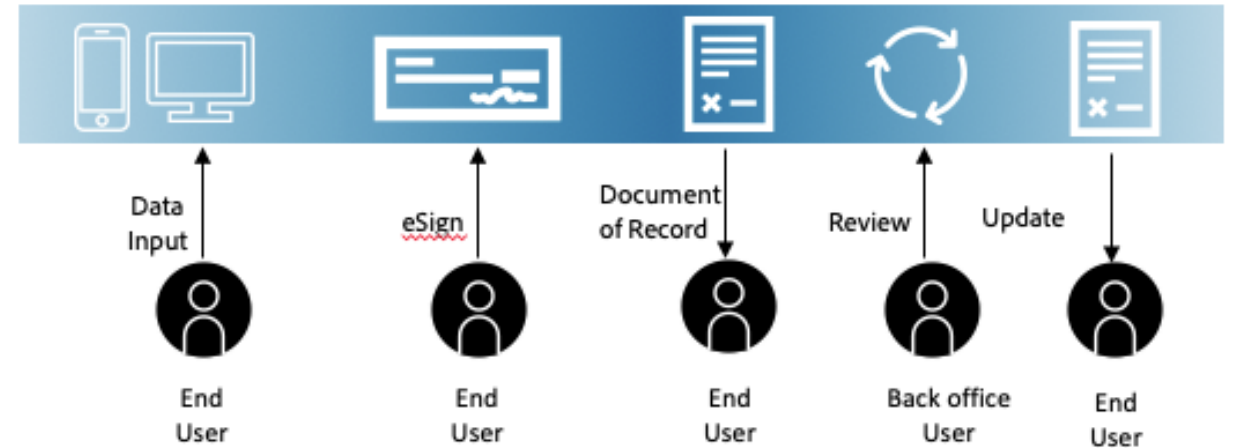 Data
Input
eSign
Document
of Record
Review
Update
End
User
End
User
End
User
Back office
User
End
User